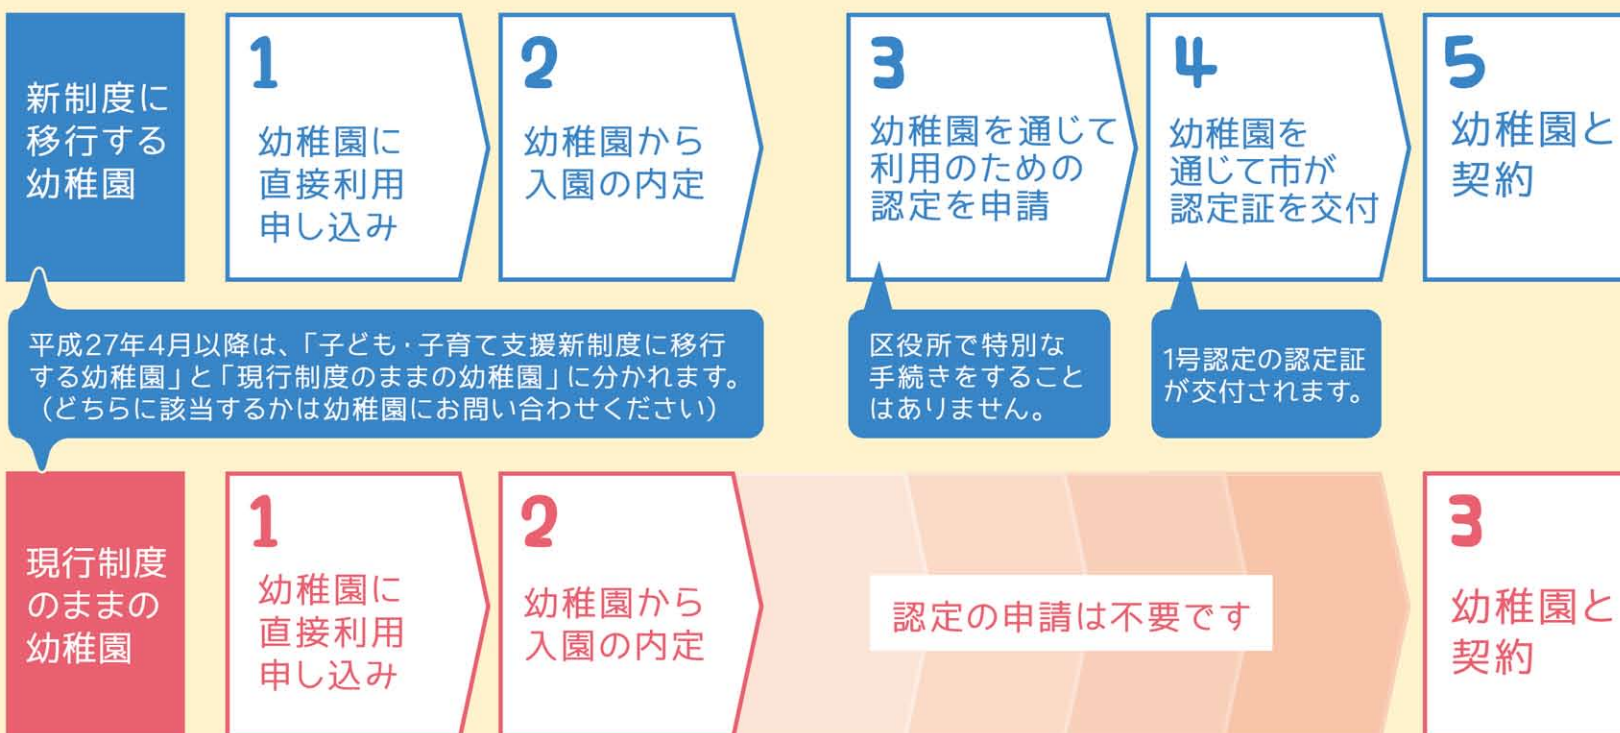 新制度に
移行する
幼稚園
1
幼稚園に
直接利用
申し込み
2
幼稚園から
入園の内定
3
幼稚園を通じて
利用のための
認定を申請
4
幼稚園を
通じて市が
認定証を交付
5
幼稚園と
契約
平成27年4月以降は、「子ども・子育て支援新制度に移行
する幼稚園」と「現行制度のままの幼稚園」に分かれます。
（どちらに該当するかは幼稚園にお問い合わせください）
区役所で特別な
手続きをすること
はありません。
1号認定の認定証
が交付されます。
現行制度
のままの
幼稚園
1
幼稚園に
直接利用
申し込み
2
幼稚園から
入園の内定
認定の申請は不要です
3
幼稚園と
契約